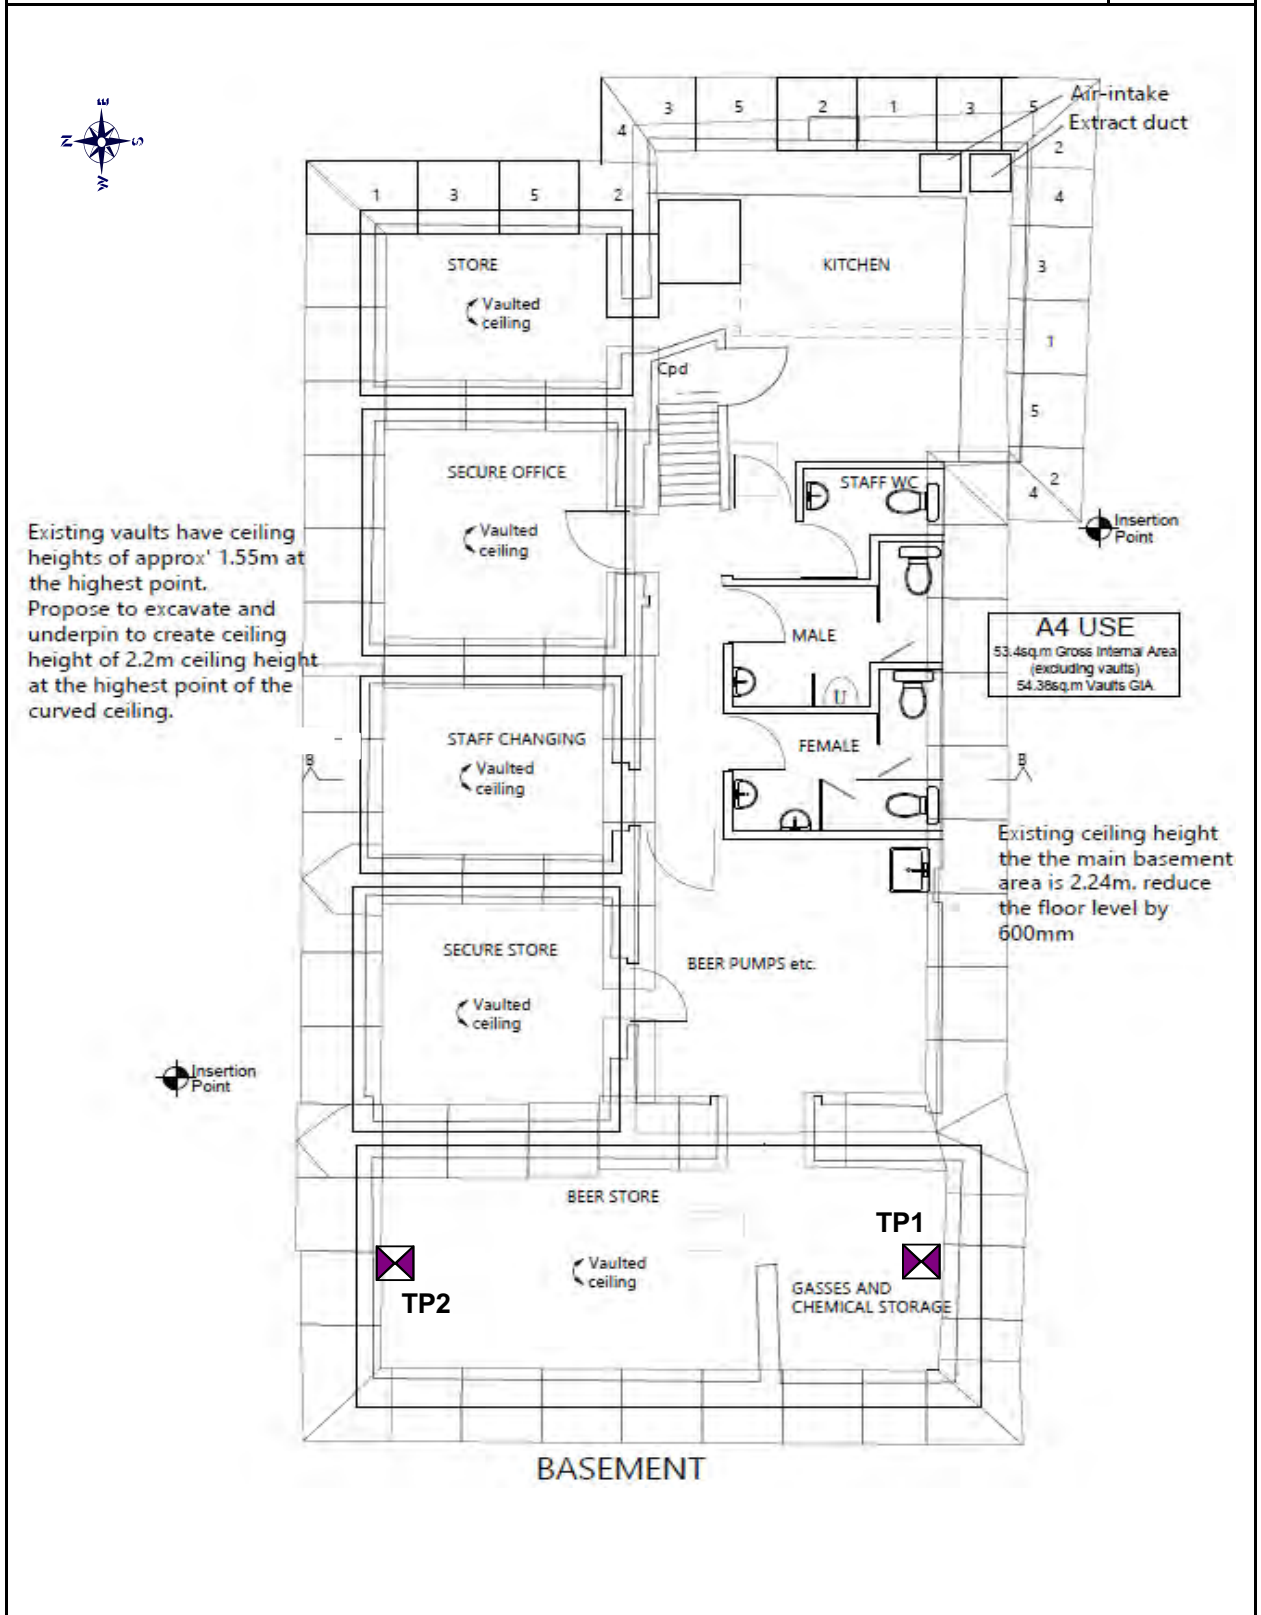 E
N
S
W
3
5
2
1
3
5
Air-intake
4
Extract duct
2
1
3
5
2
4
STORE
KITCHEN
3
Vaulted
ceiling
1
Cpd
5
SECURE OFFICE
STAFF WC
2
4
Vaulted
ceiling
Insertion
Point
Existing vaults have ceiling
heights of approx' 1.55m at
the highest point.
Propose to excavate and
underpin to create ceiling
height of 2.2m ceiling height
at the highest point of the
curved ceiling.
MALE
U
A4 USE
53.4sq.m Gross Internal Area
(excluding vaults)
54.38sq.m Vaults GIA
STAFF CHANGING
FEMALE
Vaulted
ceiling
B
B
Existing ceiling height
the the main basement
area is 2.24m. reduce
the floor level by
600mm
SECURE STORE
BEER PUMPS etc.
Vaulted
ceiling
Insertion
Point
BEER STORE
TP1
Vaulted
ceiling
TP2
GASSES AND
CHEMICAL STORAGE
BASEMENT